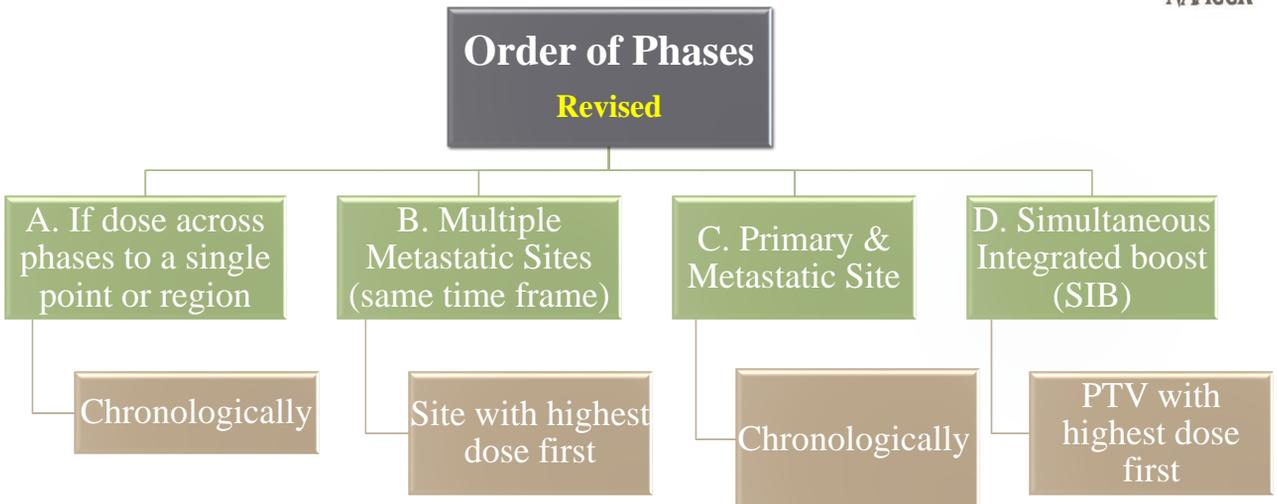 Order of Phases
Revised
A. If dose across
phases to a single
point or region
B. Multiple
Metastatic Sites
(same time frame)
C. Primary &
Metastatic Site
D. Simultaneous
Integrated boost
(SIB)
Chronologically
Site with highest
dose first
Chronologically
PTV with
highest dose
first